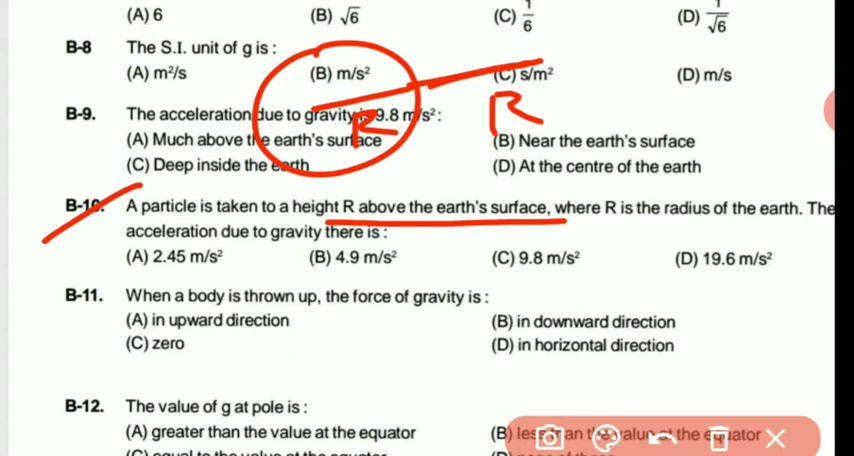 (A) 6 (B) √6 (C) 1/6 (D) 1/√6
B-8 The S.I. unit of g is :
(A) m²/s (B) m/s² (C) s/m² (D) m/s
B-9. The acceleration due to gravity is 9.8 m/s²:
R R
(A) Much above the earth's surface (B) Near the earth's surface
(C) Deep inside the earth (D) At the centre of the earth
B-10. A particle is taken to a height R above the earth's surface, where R is the radius of the earth. The
acceleration due to gravity there is :
(A) 2.45 m/s² (B) 4.9 m/s² (C) 9.8 m/s² (D) 19.6 m/s²
B-11. When a body is thrown up, the force of gravity is :
(A) in upward direction (B) in downward direction
(C) zero (D) in horizontal direction
B-12. The value of g at pole is :
(A) greater than the value at the equator (B) less than the value at the equator